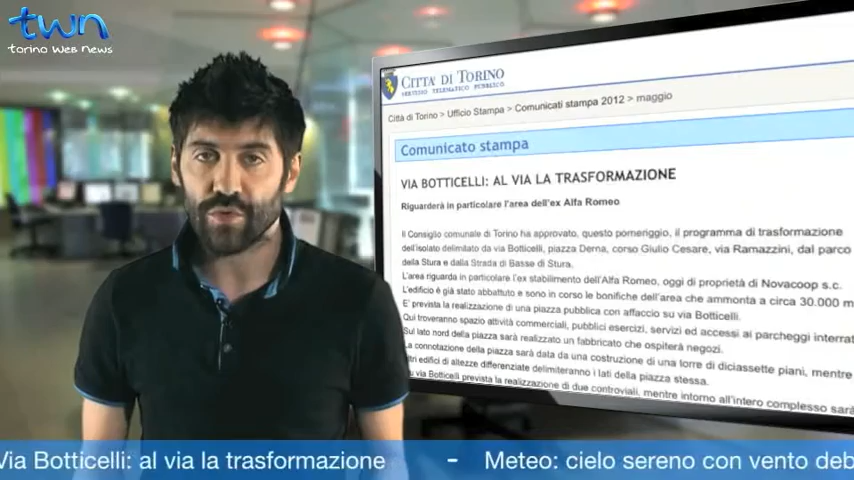 twn
torino web news
CITTA' DI TORINO
SERVIZIO TELEMATICO PUBBLICO
Città di Torino > Ufficio Stampa > Comunicati stampa 2012 > maggio
Comunicato stampa
VIA BOTTICELLI: AL VIA LA TRASFORMAZIONE
Riguarderà in particolare l'area dell'ex Alfa Romeo
Il Consiglio comunale di Torino ha approvato, questo pomeriggio, il programma di trasformazione
dell'isolato delimitato da via Botticelli, piazza Derna, corso Giulio Cesare, via Ramazzini, dal parco
della Stura e dalla Strada di Basse di Stura.
L'area riguarda in particolare l'ex stabilimento dell'Alfa Romeo, oggi di proprietà di Novacoop s.c.
L'edificio è già stato abbattuto e sono in corso le bonifiche dell'area che ammonta a circa 30.000 m
E' prevista la realizzazione di una piazza pubblica con affaccio su via Botticelli.
Qui troveranno spazio attività commerciali, pubblici esercizi, servizi ed accessi ai parcheggi interrat
Sul lato nord della piazza sarà realizzato un fabbricato che ospiterà negozi.
La connotazione della piazza sarà data da una costruzione di una torre di diciassette piani, mentre
altri edifici di altezze differenziate delimiteranno i lati della piazza stessa.
su via Botticelli prevista la realizzazione di due controviali, mentre intorno all'intero complesso sarà
Via Botticelli: al via la trasformazione - Meteo: cielo sereno con vento deb